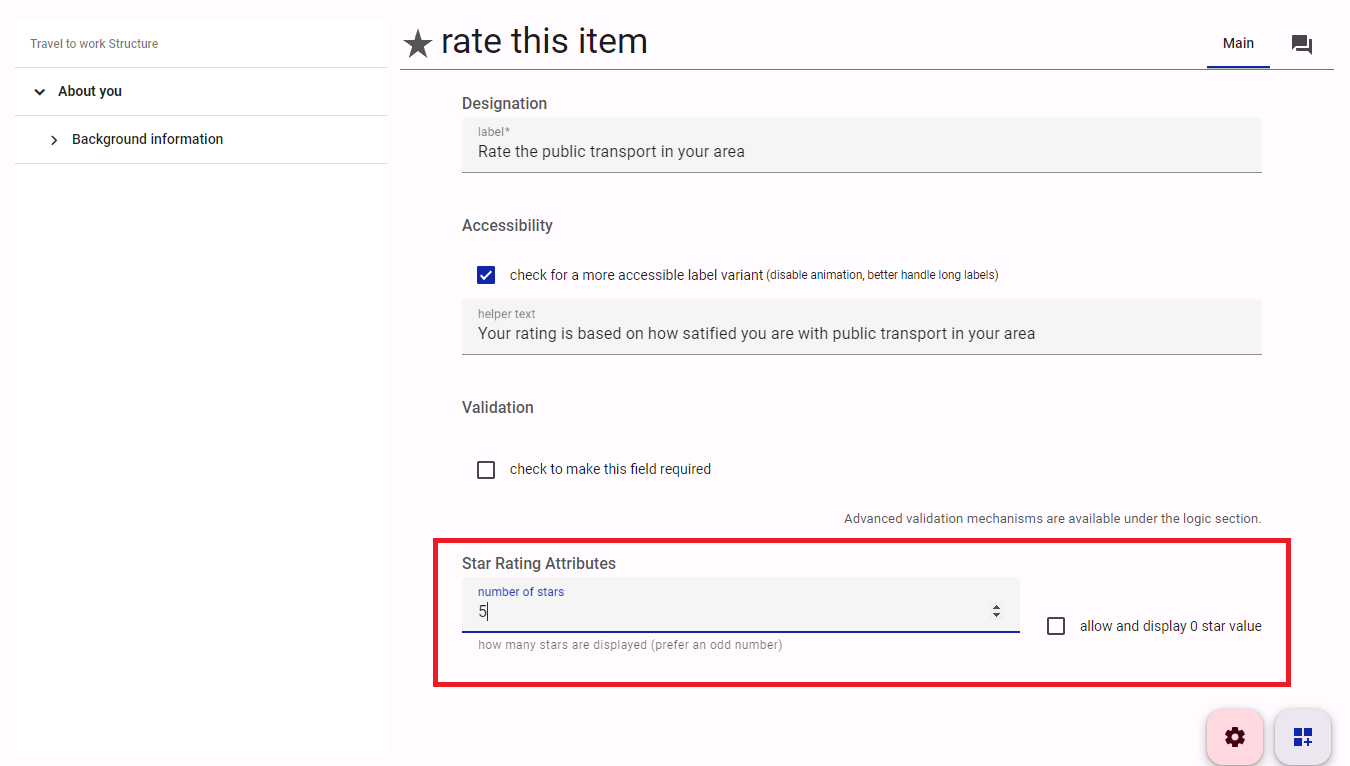 Travel to work Structure
About you
Background information
rate this item
Main
Designation
label*
Rate the public transport in your area
Accessibility
check for a more accessible label variant (disable animation, better handle long labels)
helper text
Your rating is based on how satified you are with public transport in your area
Validation
check to make this field required
Advanced validation mechanisms are available under the logic section.
Star Rating Attributes
number of stars
5
allow and display 0 star value
how many stars are displayed (prefer an odd number)